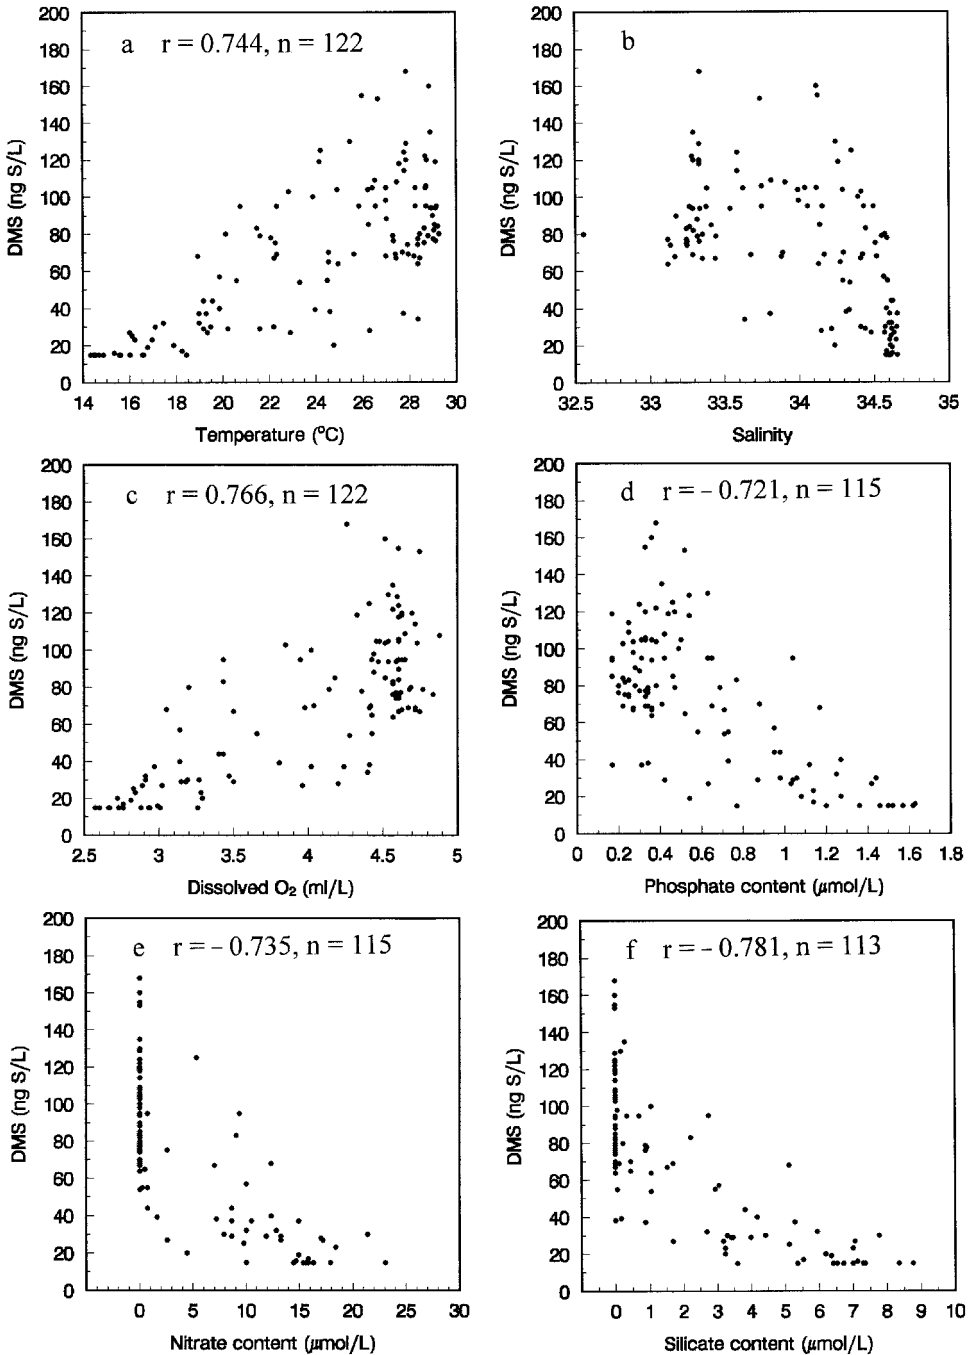 a r = 0.744, n = 122
DMS (ng S/L)
200
180
160
140
120
100
80
60
40
20
0
14 16 18 20 22 24 26 28 30
Temperature (°C)
b
DMS (ng S/L)
200
180
160
140
120
100
80
60
40
20
0
32.5 33 33.5 34 34.5 35
Salinity
c r = 0.766, n = 122
DMS (ng S/L)
200
180
160
140
120
100
80
60
40
20
0
2.5 3 3.5 4 4.5 5
Dissolved O₂ (ml/L)
d r = – 0.721, n = 115
DMS (ng S/L)
200
180
160
140
120
100
80
60
40
20
0
0 0.2 0.4 0.6 0.8 1 1.2 1.4 1.6 1.8
Phosphate content (μmol/L)
e r = – 0.735, n = 115
DMS (ng S/L)
200
180
160
140
120
100
80
60
40
20
0
0 5 10 15 20 25 30
Nitrate content (μmol/L)
f r = – 0.781, n = 113
DMS (ng S/L)
200
180
160
140
120
100
80
60
40
20
0
0 1 2 3 4 5 6 7 8 9 10
Silicate content (μmol/L)